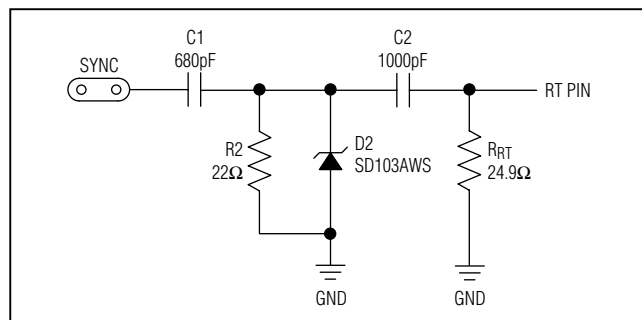 SYNC
C1
680pF
C2
1000pF
RT PIN
R2
22Ω
D2
SD103AWS
RRT
24.9Ω
GND
GND